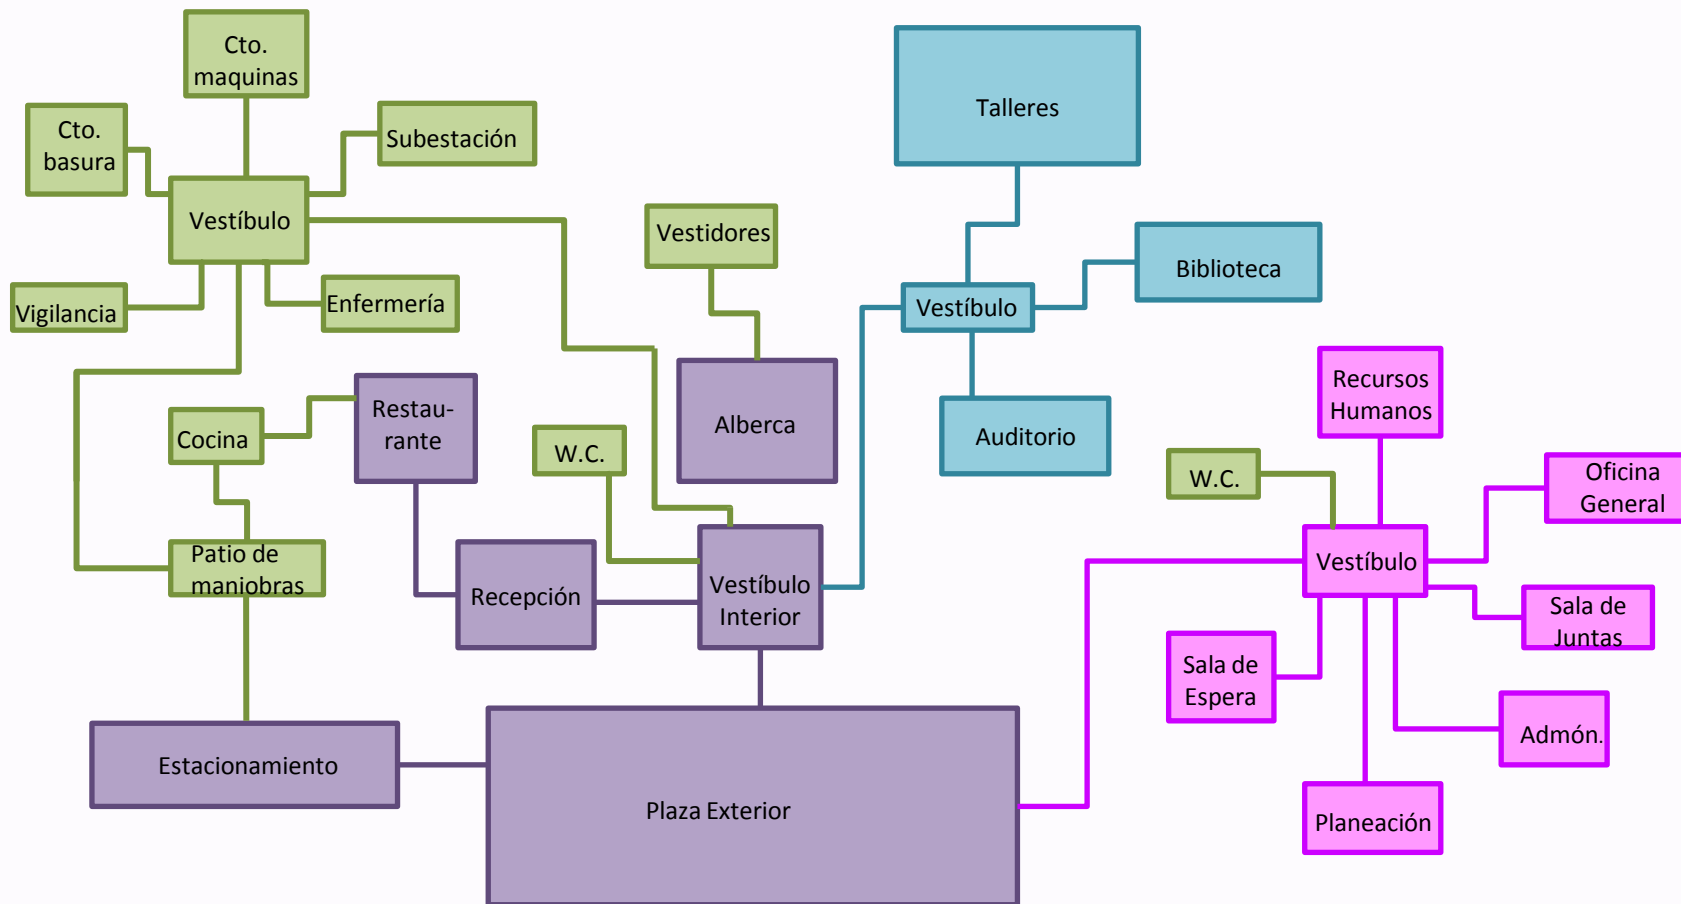 Cto.
maquinas
Cto.
basura
Subestación
Talleres
Vestíbulo
Vestidores
Biblioteca
Vigilancia
Enfermería
Vestíbulo
Recursos
Humanos
Restau-
rante
Alberca
Cocina
W.C.
Auditorio
W.C.
Oficina
General
Patio de
maniobras
Recepción
Vestíbulo
Interior
Vestíbulo
Sala de
Juntas
Sala de
Espera
Admón.
Estacionamiento
Plaza Exterior
Planeación